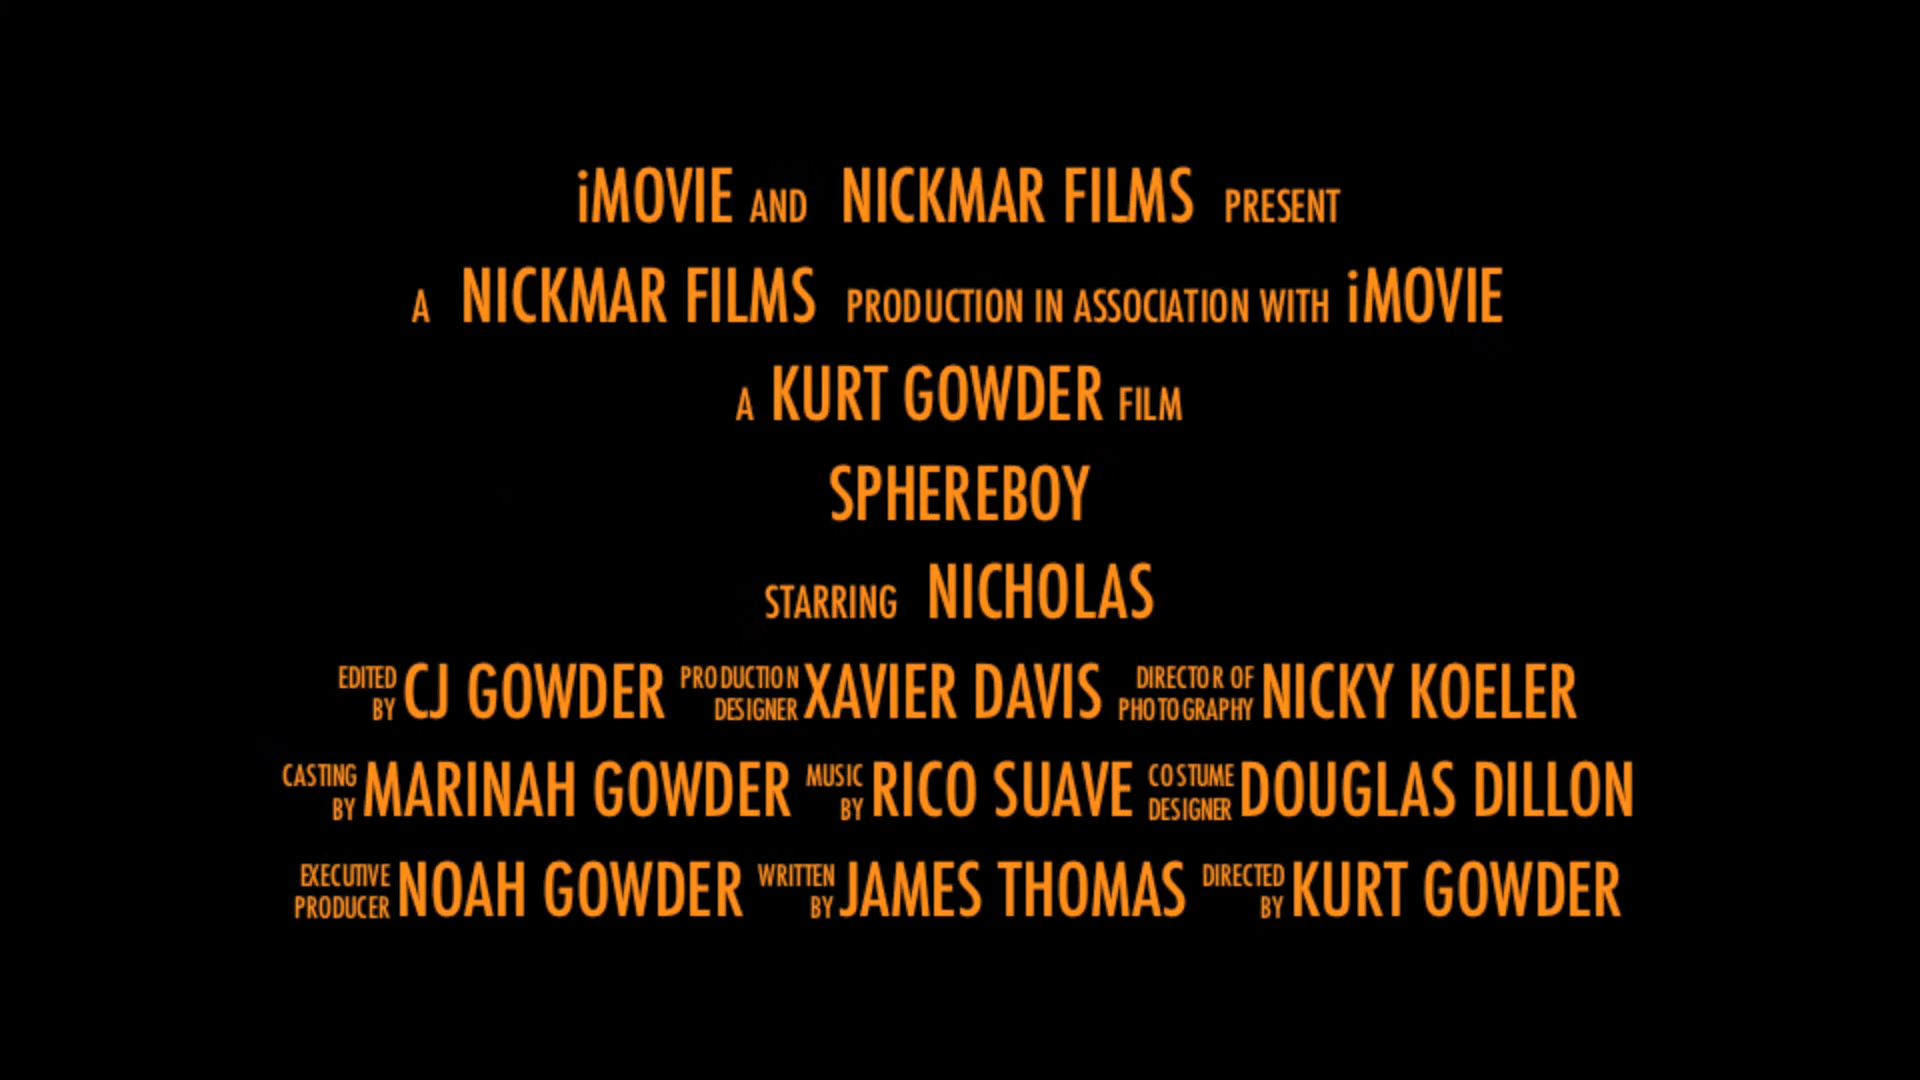 iMOVIE AND NICKMAR FILMS PRESENT
A NICKMAR FILMS PRODUCTION IN ASSOCIATION WITH iMOVIE
A KURT GOWDER FILM
SPHEREBOY
STARRING NICHOLAS
EDITED BY CJ GOWDER PRODUCTION DESIGNER XAVIER DAVIS DIRECTOR OF PHOTOGRAPHY NICKY KOELER
CASTING BY MARINAH GOWDER MUSIC BY RICO SUAVE COSTUME DESIGNER DOUGLAS DILLON
EXECUTIVE PRODUCER NOAH GOWDER WRITTEN BY JAMES THOMAS DIRECTED BY KURT GOWDER